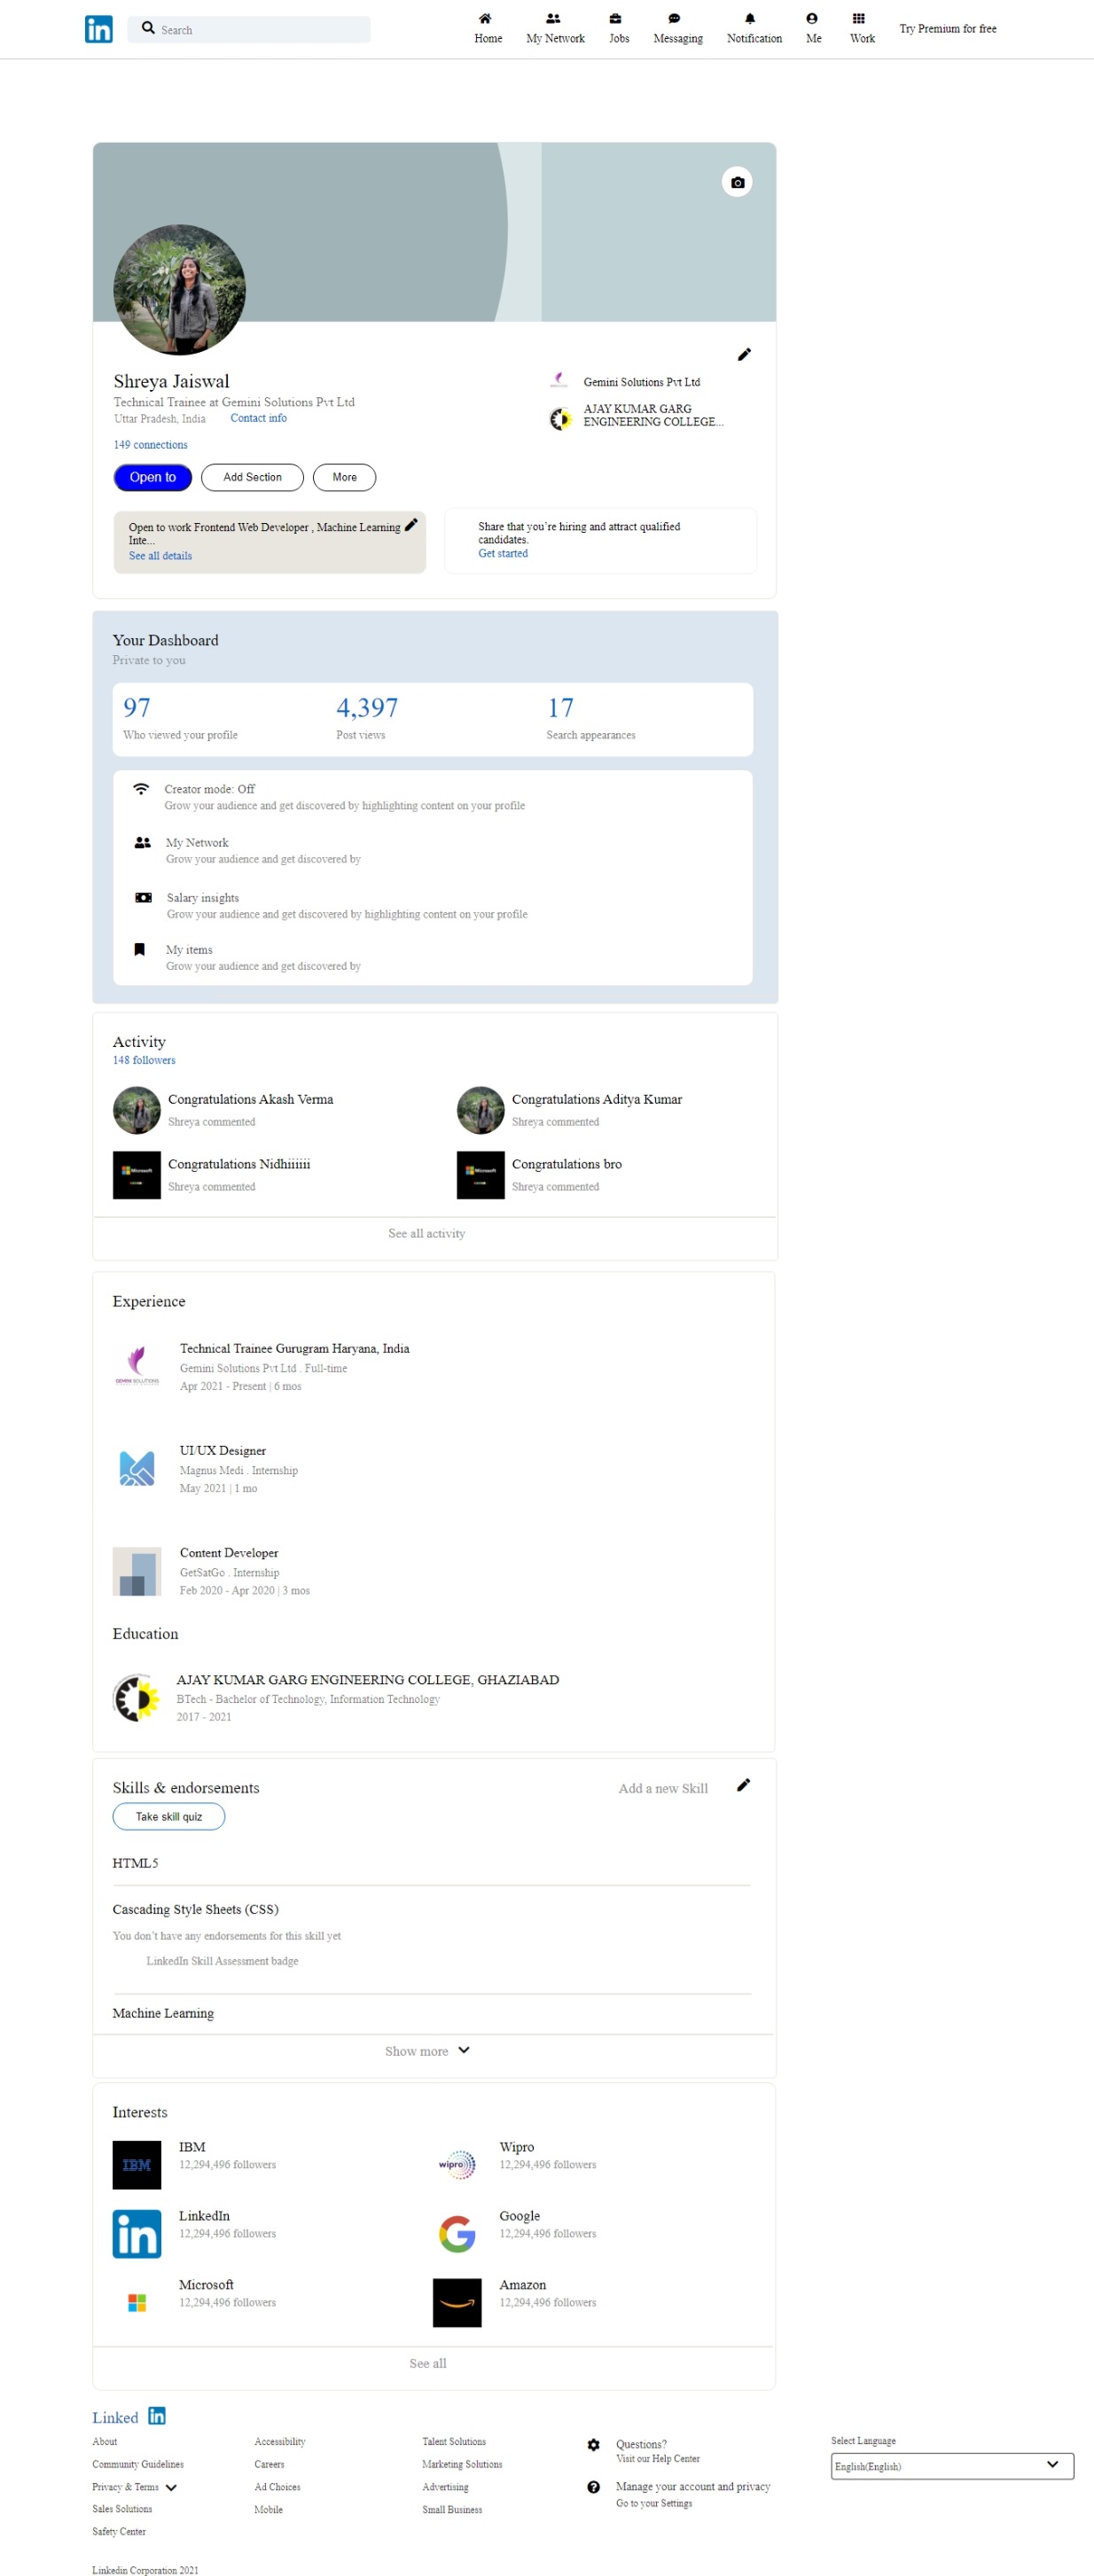 in
Search
Home
My Network
Jobs
Messaging
Notification
Me
Work
Try Premium for free
Shreya Jaiswal
Technical Trainee at Gemini Solutions Pvt Ltd
Uttar Pradesh, India Contact info
149 connections
Gemini Solutions Pvt Ltd
AJAY KUMAR GARG
ENGINEERING COLLEGE...
Open to
Add Section
More
Open to work Frontend Web Developer , Machine Learning
Inte...
See all details
Share that you're hiring and attract qualified
candidates.
Get started
Your Dashboard
Private to you
97
Who viewed your profile
4,397
Post views
17
Search appearances
Creator mode: Off
Grow your audience and get discovered by highlighting content on your profile
My Network
Grow your audience and get discovered by
Salary insights
Grow your audience and get discovered by highlighting content on your profile
My items
Grow your audience and get discovered by
Activity
148 followers
Congratulations Akash Verma
Shreya commented
Congratulations Aditya Kumar
Shreya commented
Microsoft
Congratulations Nidhiiiiii
Shreya commented
Microsoft
Congratulations bro
Shreya commented
See all activity
Experience
GEMINI SOLUTIONS
Technical Trainee Gurugram Haryana, India
Gemini Solutions Pvt Ltd . Full-time
Apr 2021 - Present | 6 mos
UI/UX Designer
Magnus Medi . Internship
May 2021 | 1 mo
Content Developer
GetSatGo . Internship
Feb 2020 - Apr 2020 | 3 mos
Education
AJAY KUMAR GARG ENGINEERING COLLEGE, GHAZIABAD
BTech - Bachelor of Technology, Information Technology
2017 - 2021
Skills & endorsements
Add a new Skill
Take skill quiz
HTML5
Cascading Style Sheets (CSS)
You don't have any endorsements for this skill yet
LinkedIn Skill Assessment badge
Machine Learning
Show more
Interests
IBM
IBM
12,294,496 followers
wipro
Wipro
12,294,496 followers
in
LinkedIn
12,294,496 followers
G
Google
12,294,496 followers
Microsoft
12,294,496 followers
Amazon
12,294,496 followers
See all
Linked in
About
Community Guidelines
Privacy & Terms
Sales Solutions
Safety Center
Accessibility
Careers
Ad Choices
Mobile
Talent Solutions
Marketing Solutions
Advertising
Small Business
Questions?
Visit our Help Center
Manage your account and privacy
Go to your Settings
Select Language
English(English)
Linkedin Corporation 2021